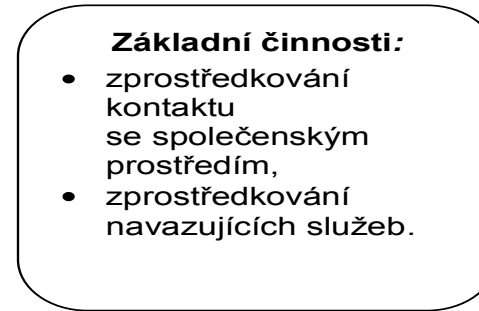 Základní činnosti:
• zprostředkování
kontaktu
se společenským
prostředím,
• zprostředkování
navazujících služeb.